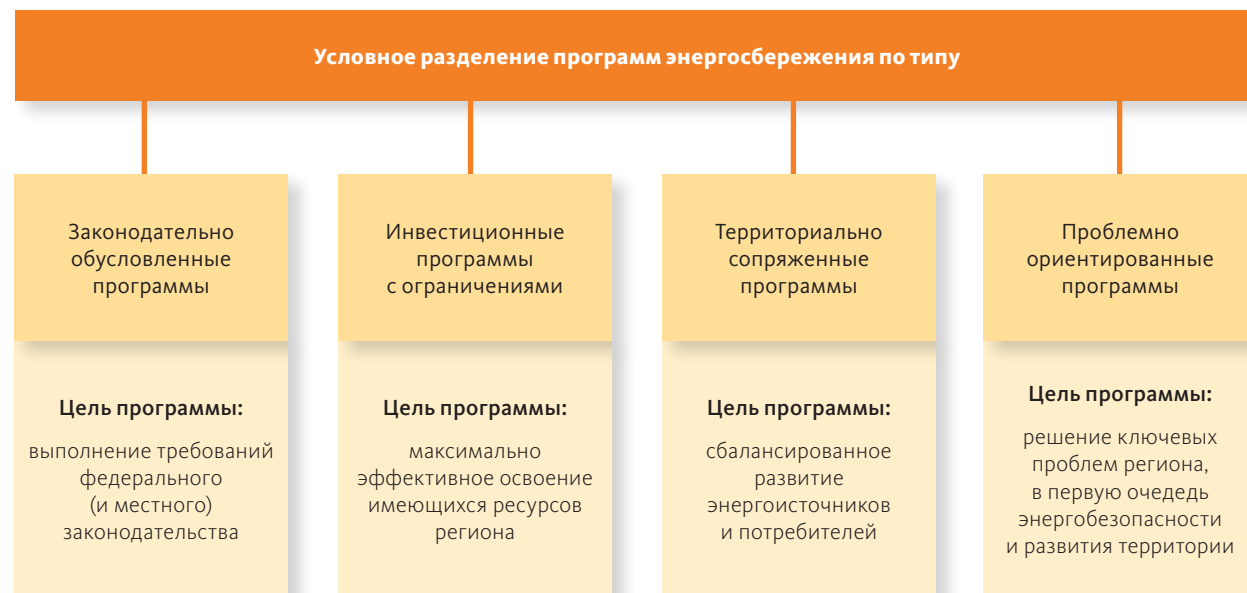 Условное разделение программ энергосбережения по типу
Законодательно
обусловленные
программы
Цель программы:
выполнение требований
федерального
(и местного)
законодательства
Инвестиционные
программы
с ограничениями
Цель программы:
максимально
эффективное освоение
имеющихся ресурсов
региона
Территориально
сопряженные
программы
Цель программы:
сбалансированное
развитие
энергоисточников
и потребителей
Проблемно
ориентированные
программы
Цель программы:
решение ключевых
проблем региона,
в первую очедедь
энергобезопасности
и развития территории